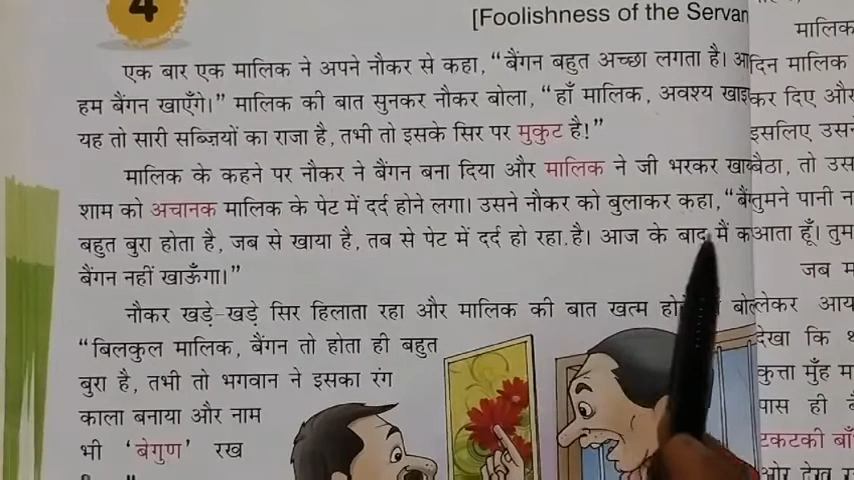 4
[Foolishness of the Servan
एक बार एक मालिक ने अपने नौकर से कहा, “बैंगन बहुत अच्छा लगता है। आ
हम बैंगन खाएँगे।” मालिक की बात सुनकर नौकर बोला, “हाँ मालिक, अवश्य खाइ
यह तो सारी सब्ज़ियों का राजा है, तभी तो इसके सिर पर मुकुट है!”
मालिक के कहने पर नौकर ने बैंगन बना दिया और मालिक ने जी भरकर खा
शाम को अचानक मालिक के पेट में दर्द होने लगा। उसने नौकर को बुलाकर कहा, “बैं
बहुत बुरा होता है, जब से खाया है, तब से पेट में दर्द हो रहा है। आज के बाद मैं क
बैंगन नहीं खाऊँगा।”
नौकर खड़े-खड़े सिर हिलाता रहा और मालिक की बात खत्म हो बो
“बिलकुल मालिक, बैंगन तो होता ही बहुत
बुरा है, तभी तो भगवान ने इसका रंग
काला बनाया और नाम
भी ‘बेगुण’ रख
मालिक
दिन मालिक
कर दिए और
इसलिए उस
बैठा, तो उस
तुमने पानी न
आता हूँ। तुम
जब म
लेकर आय
देखा कि
कुत्ता मुँह म
पास ही
टकटकी बाँ
ओर देख